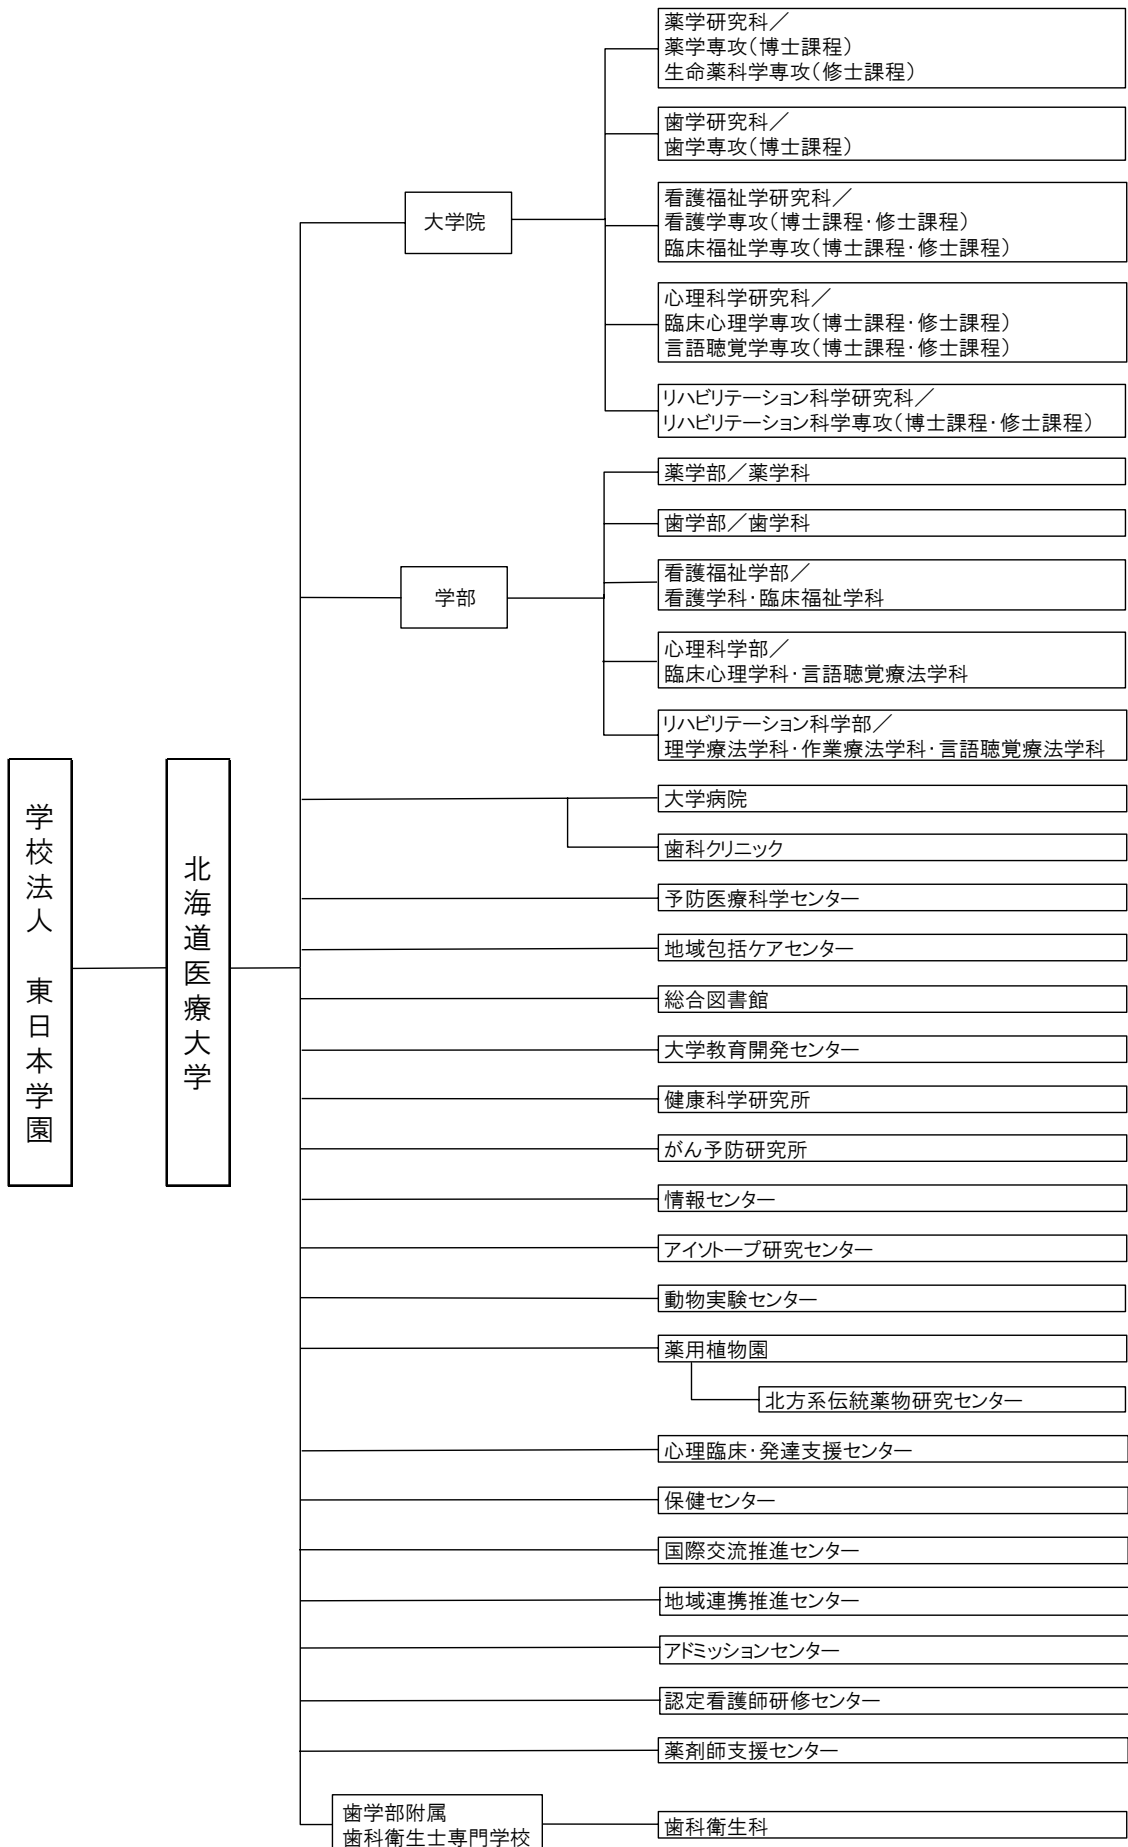 学校法人　東日本学園
北海道医療大学
大学院
薬学研究科／
薬学専攻(博士課程)
生命薬科学専攻(修士課程)
歯学研究科／
歯学専攻(博士課程)
看護福祉学研究科／
看護学専攻(博士課程・修士課程)
臨床福祉学専攻(博士課程・修士課程)
心理科学研究科／
臨床心理学専攻(博士課程・修士課程)
言語聴覚学専攻(博士課程・修士課程)
リハビリテーション科学研究科／
リハビリテーション科学専攻(博士課程・修士課程)
学部
薬学部／薬学科
歯学部／歯学科
看護福祉学部／
看護学科・臨床福祉学科
心理科学部／
臨床心理学科・言語聴覚療法学科
リハビリテーション科学部／
理学療法学科・作業療法学科・言語聴覚療法学科
大学病院
歯科クリニック
予防医療科学センター
地域包括ケアセンター
総合図書館
大学教育開発センター
健康科学研究所
がん予防研究所
情報センター
アイソトープ研究センター
動物実験センター
薬用植物園
北方系伝統薬物研究センター
心理臨床・発達支援センター
保健センター
国際交流推進センター
地域連携推進センター
アドミッションセンター
認定看護師研修センター
薬剤師支援センター
歯学部附属
歯科衛生士専門学校
歯科衛生科